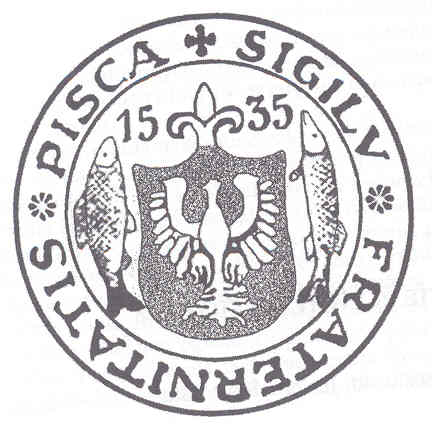 ✤ SIGILV ❀ FRATERNITATIS ❀ PISCA
15 35